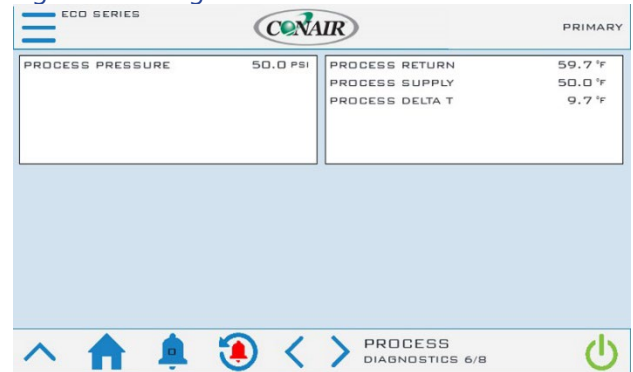 ECO SERIES
CONAIR
PRIMARY
PROCESS PRESSURE 50.0 PSI
PROCESS RETURN 59.7 °F
PROCESS SUPPLY 50.0 °F
PROCESS DELTA T 9.7 °F
0
PROCESS
DIAGNOSTICS 6/8